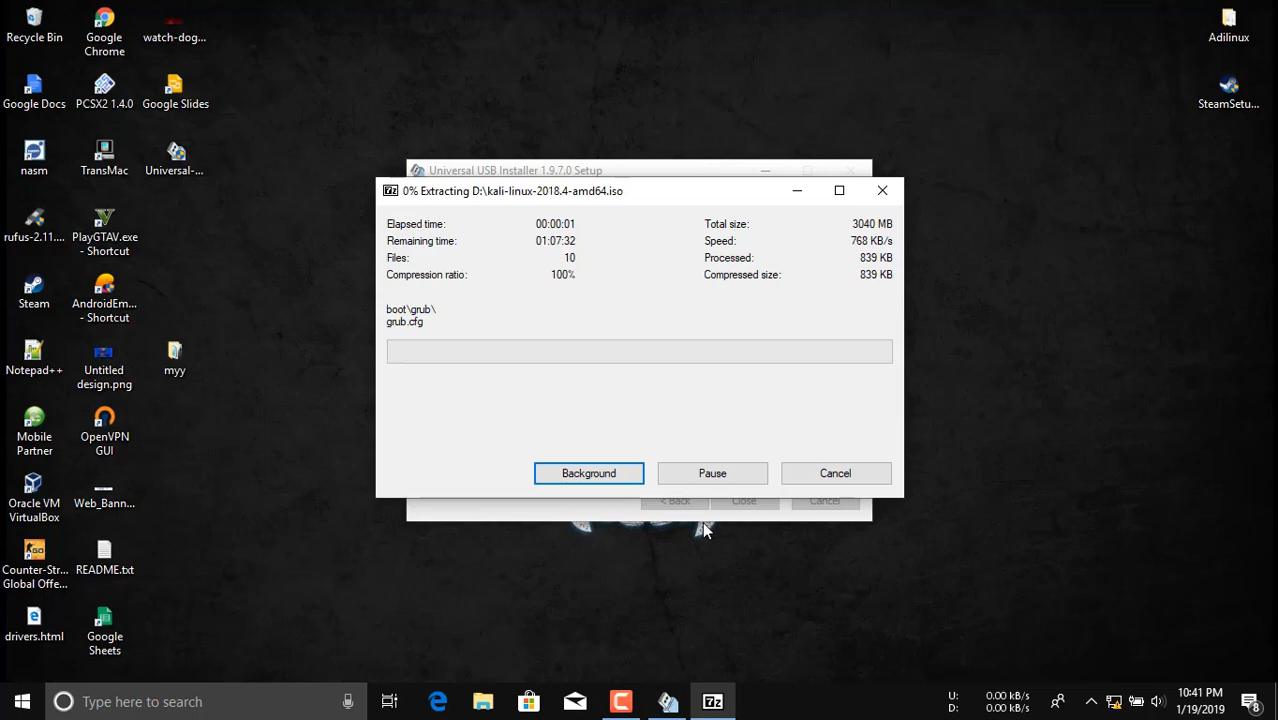 Recycle Bin
Google
Chrome
watch-dog...
Google Docs
PCSX2 1.4.0
Google Slides
nasm
TransMac
Universal-...
rufus-2.11....
PlayGTAV.exe
- Shortcut
Steam
AndroidEm...
- Shortcut
Notepad++
Untitled
design.png
myy
Mobile
Partner
OpenVPN
GUI
Oracle VM
VirtualBox
Web_Bann...
Counter-Str...
Global Offe...
README.txt
drivers.html
Google
Sheets
Adilinux
SteamSetu...
Universal USB Installer 1.9.7.0 Setup
7z
0% Extracting D:\kali-linux-2018.4-amd64.iso
Elapsed time: 00:00:01
Total size: 3040 MB
Remaining time: 01:07:32
Speed: 768 KB/s
Files: 10
Processed: 839 KB
Compression ratio: 100%
Compressed size: 839 KB
boot\grub\
grub.cfg
Background
Pause
Cancel
< Back
Close
Cancel
Type here to search
7z
U: 0.00 kB/s
D: 0.00 kB/s
10:41 PM
1/19/2019
8